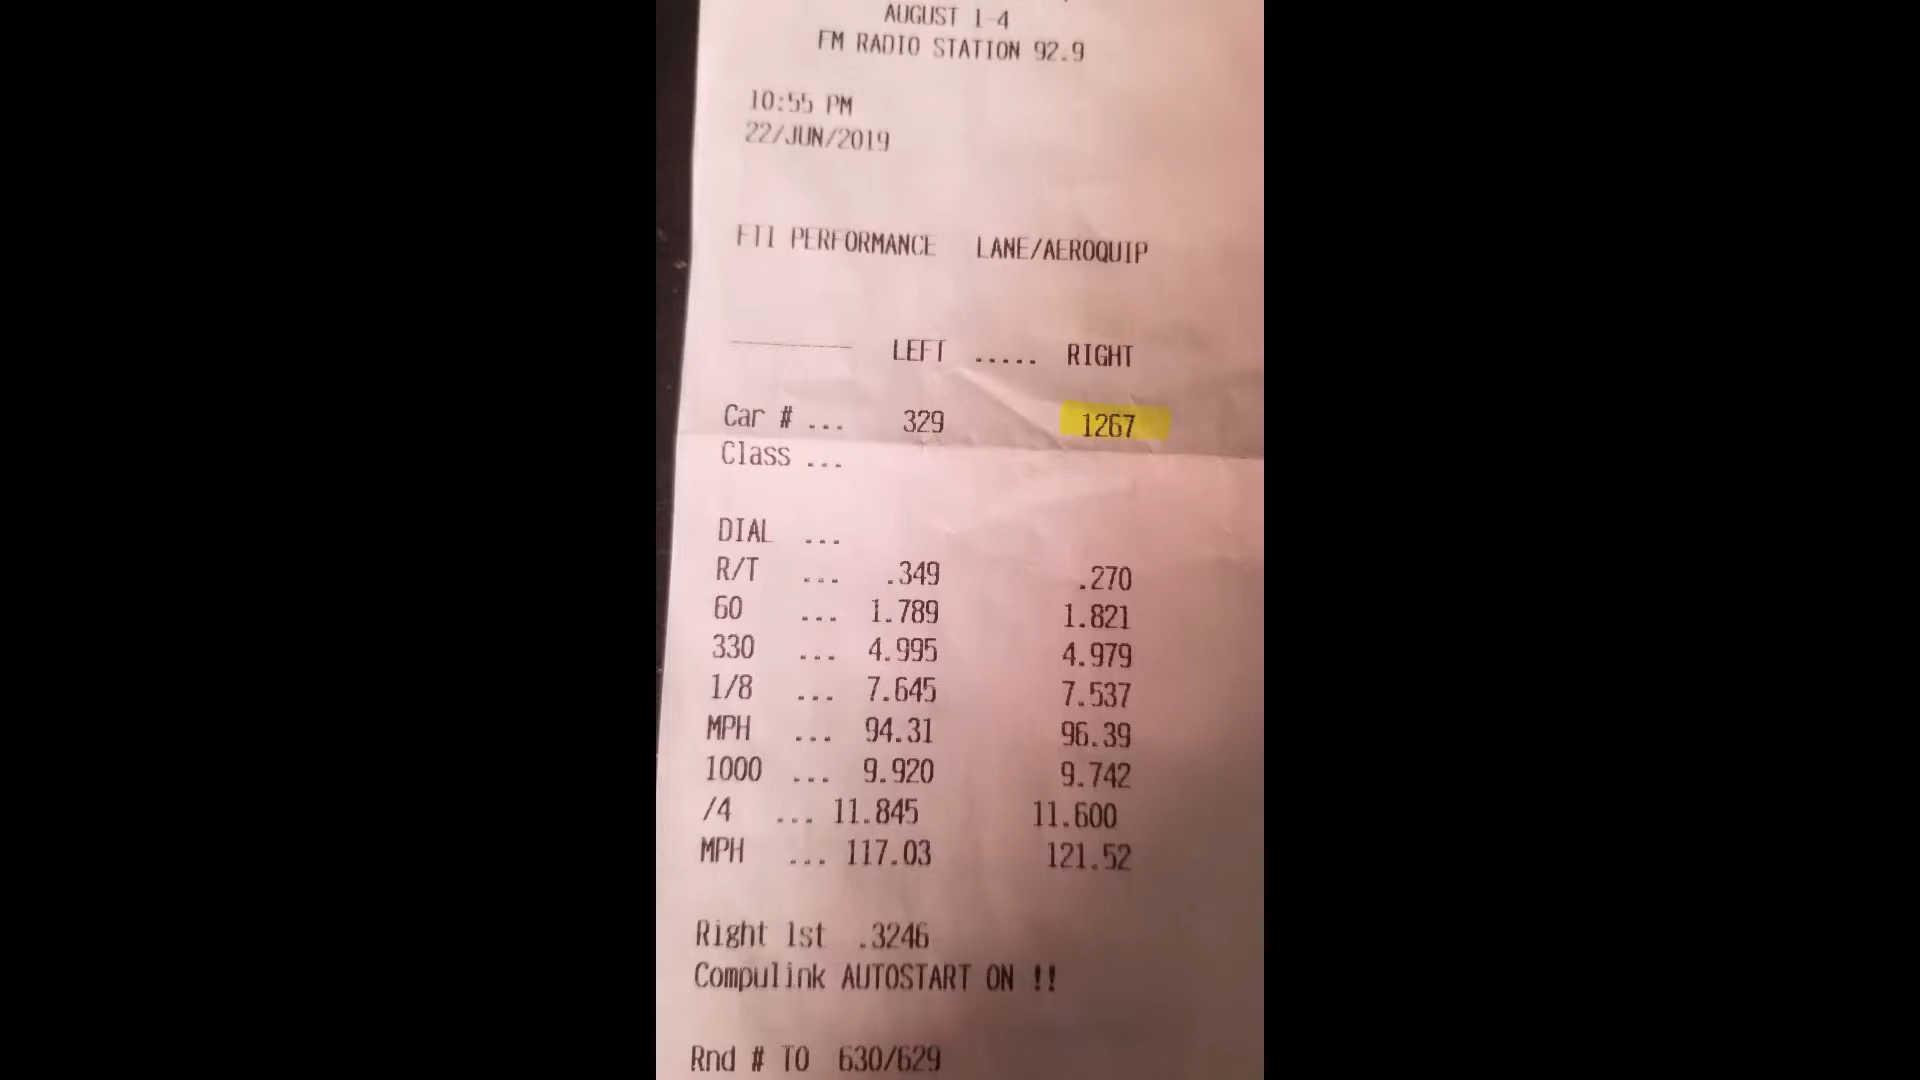 AUGUST 1-4
FM RADIO STATION 92.9
10:55 PM
22/JUN/2019
FTI PERFORMANCE LANE/AEROQUIP
LEFT ..... RIGHT
Car # ... 329 1267
Class ...
DIAL ...
R/T ... .349 .270
60 ... 1.789 1.821
330 ... 4.995 4.979
1/8 ... 7.645 7.537
MPH ... 94.31 96.39
1000 ... 9.920 9.742
/4 ... 11.845 11.600
MPH ... 117.03 121.52
Right 1st .3246
Compulink AUTOSTART ON !!
Rnd # TO 630/629